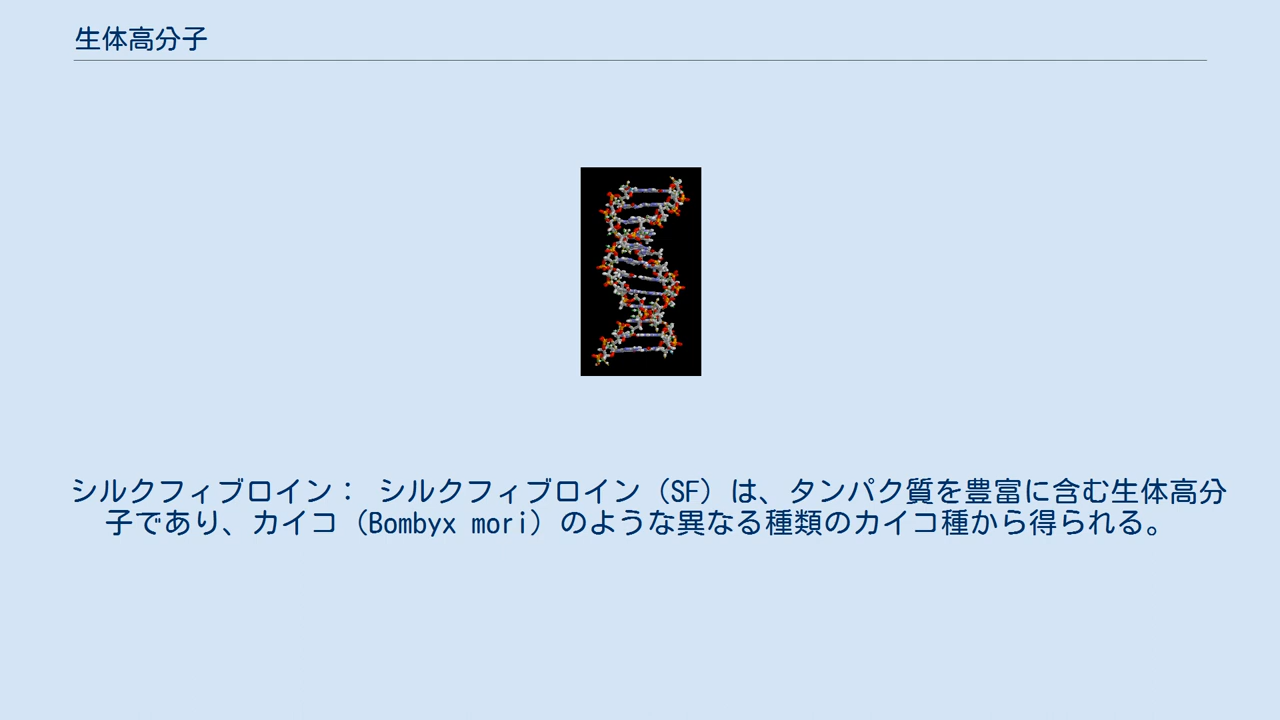 生体高分子
シルクフィブロイン： シルクフィブロイン（SF）は、タンパク質を豊富に含む生体高分
子であり、カイコ（Bombyx mori）のような異なる種類のカイコ種から得られる。